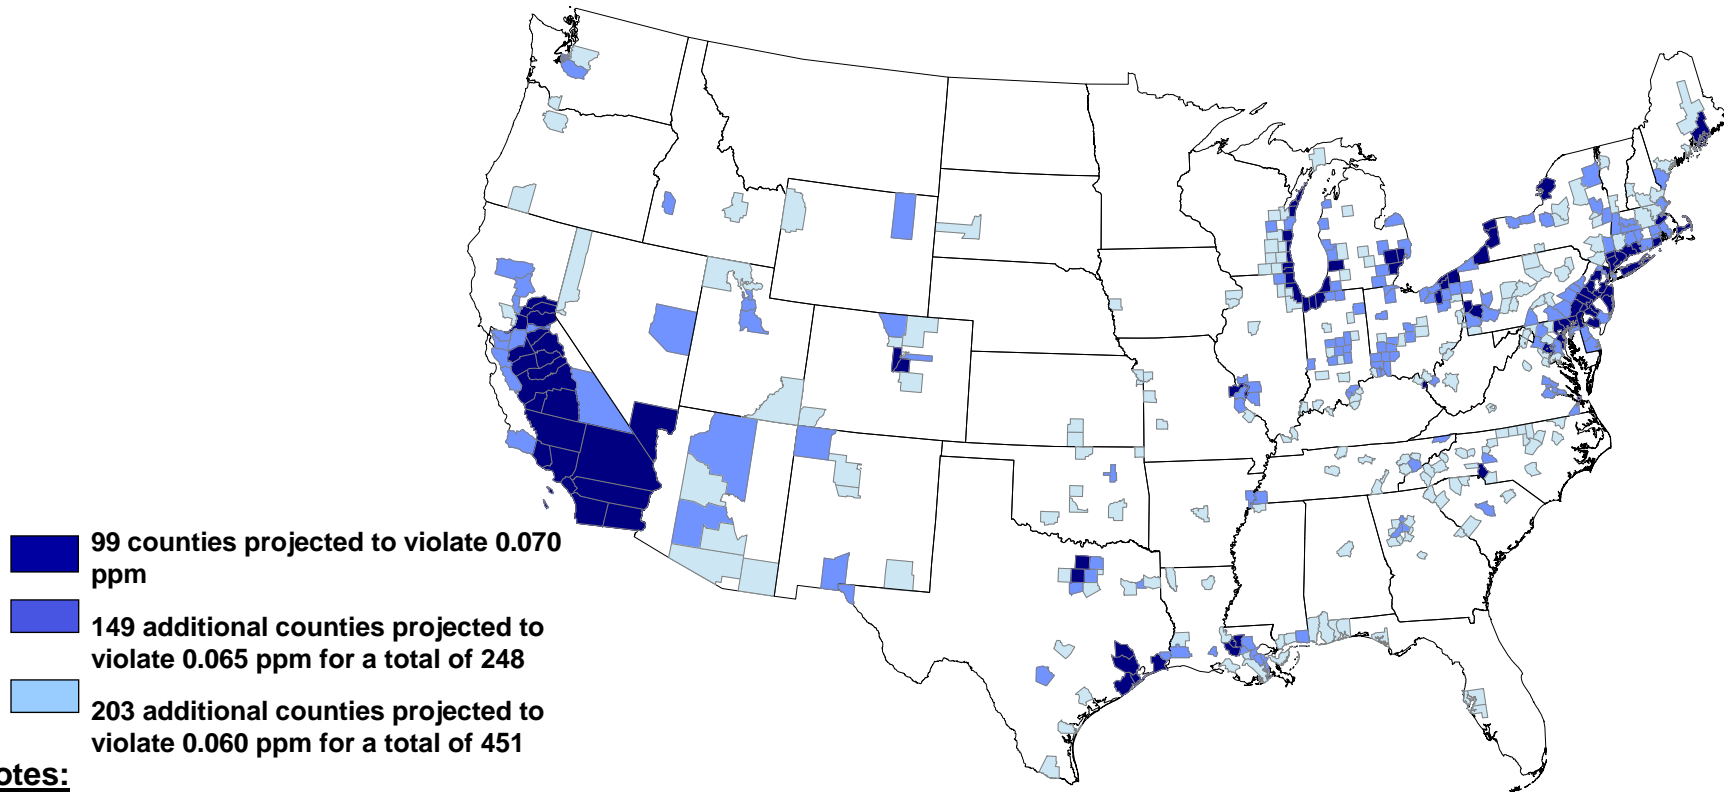 99 counties projected to violate 0.070
ppm
149 additional counties projected to
violate 0.065 ppm for a total of 248
203 additional counties projected to
violate 0.060 ppm for a total of 451
otes: